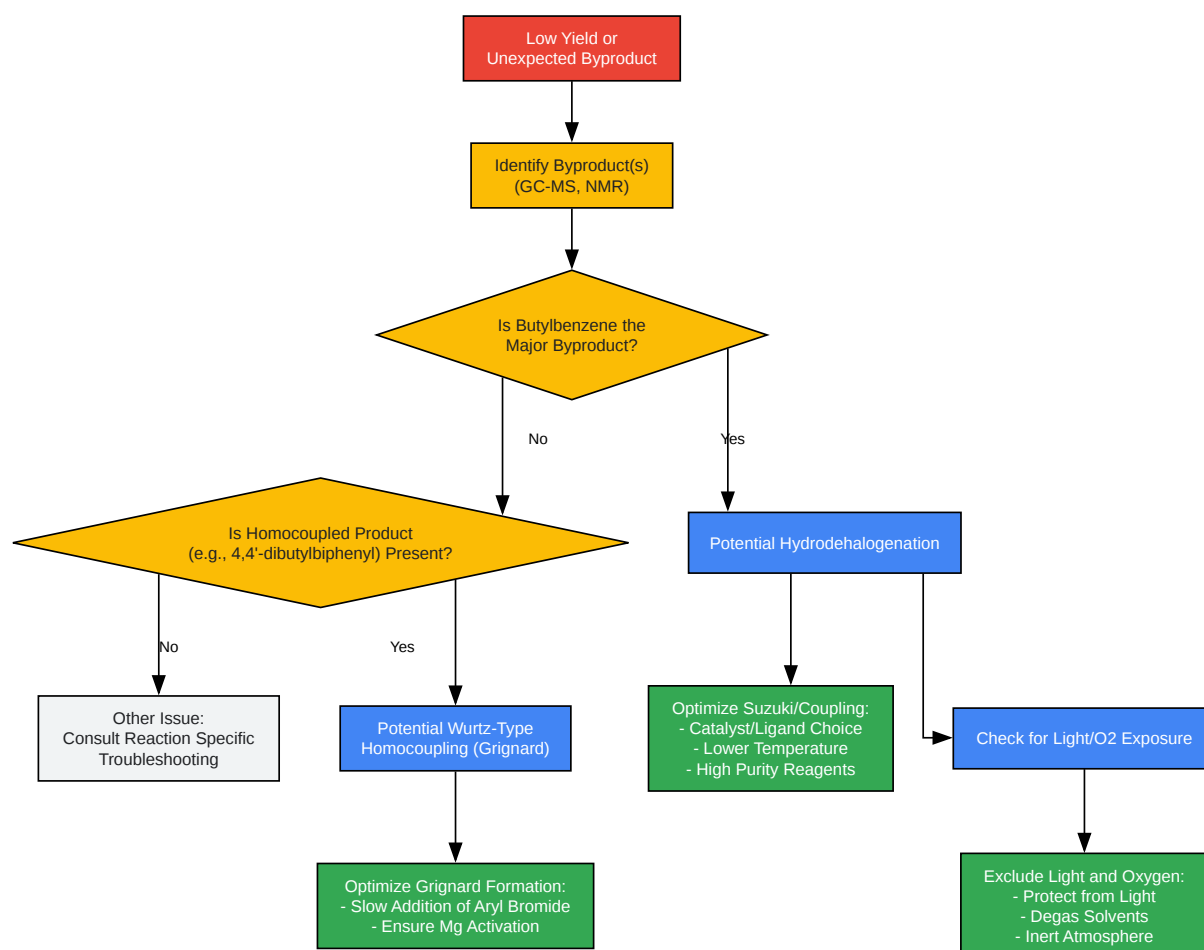 Low Yield or
Unexpected Byproduct
Identify Byproduct(s)
(GC-MS, NMR)
Is Butylbenzene the
Major Byproduct?
No
Yes
Is Homocoupled Product
(e.g., 4,4'-dibutylbiphenyl) Present?
Potential Hydrodehalogenation
No
Yes
Other Issue:
Consult Reaction Specific
Troubleshooting
Potential Wurtz-Type
Homocoupling (Grignard)
Optimize Suzuki/Coupling:
- Catalyst/Ligand Choice
- Lower Temperature
- High Purity Reagents
Check for Light/O2 Exposure
Optimize Grignard Formation:
- Slow Addition of Aryl Bromide
- Ensure Mg Activation
Exclude Light and Oxygen:
- Protect from Light
- Degas Solvents
- Inert Atmosphere